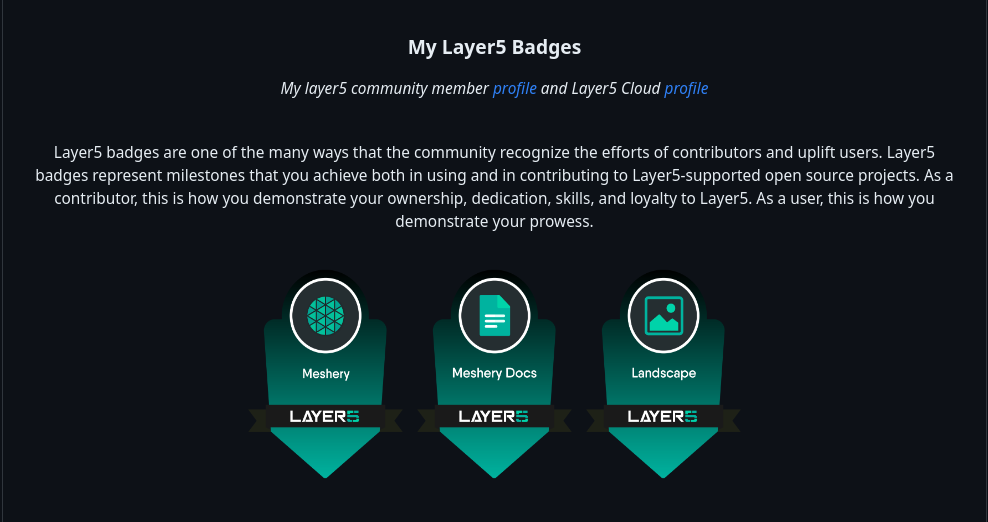 My Layer5 Badges
My layer5 community member profile and Layer5 Cloud profile
Layer5 badges are one of the many ways that the community recognize the efforts of contributors and uplift users. Layer5
badges represent milestones that you achieve both in using and in contributing to Layer5-supported open source projects. As a
contributor, this is how you demonstrate your ownership, dedication, skills, and loyalty to Layer5. As a user, this is how you
demonstrate your prowess.
Meshery
LAYER5
Meshery Docs
LAYER5
Landscape
LAYER5